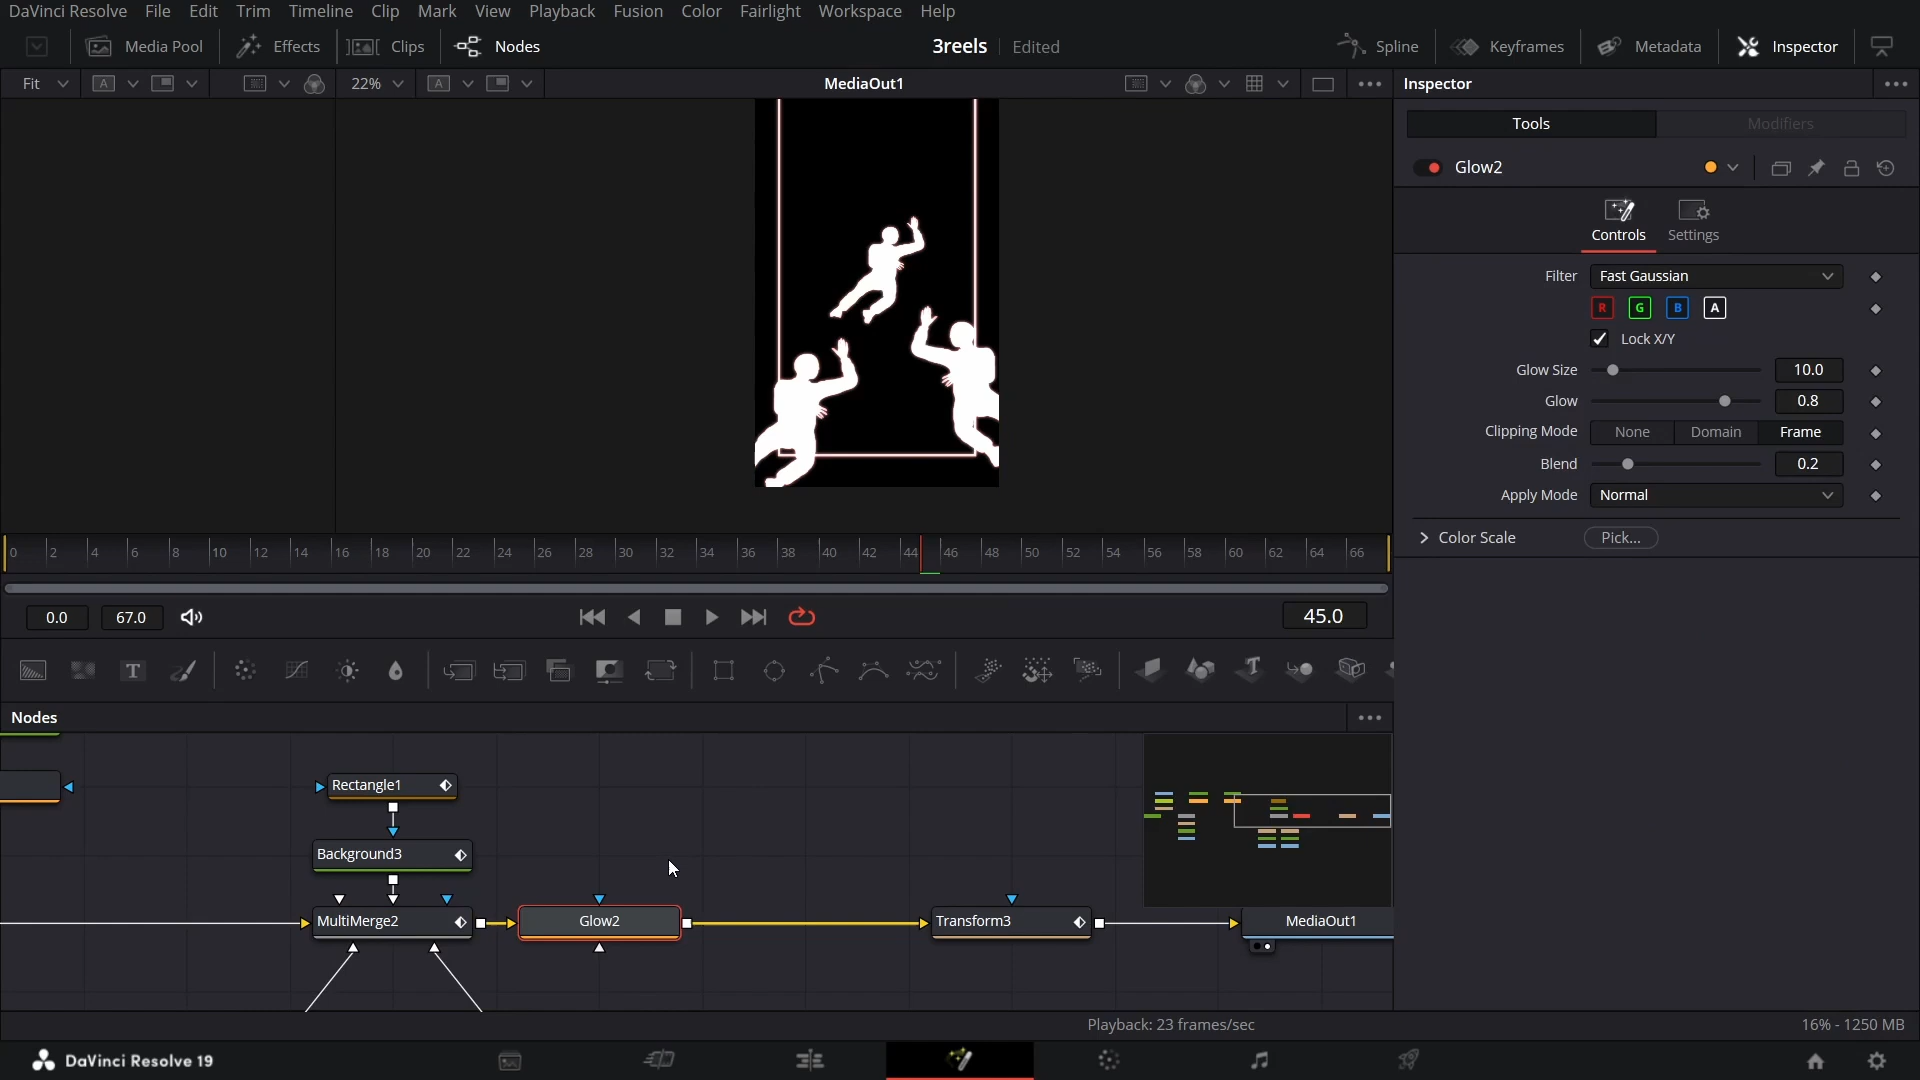 DaVinci Resolve File Edit Trim Timeline Clip Mark View Playback Fusion Color Fairlight Workspace Help
Media Pool Effects Clips Nodes 3reels Edited Spline Keyframes Metadata Inspector
Fit A 22% A MediaOut1 Inspector
Tools Modifiers
Glow2
Controls Settings
Filter Fast Gaussian
R G B A
Lock X/Y
Glow Size 10.0
Glow 0.8
Clipping Mode None Domain Frame
Blend 0.2
Apply Mode Normal
Color Scale Pick...
0 2 4 6 8 10 12 14 16 18 20 22 24 26 28 30 32 34 36 38 40 42 44 46 48 50 52 54 56 58 60 62 64 66
0.0 67.0 45.0
T T
Nodes
Rectangle1
Background3
MultiMerge2 Glow2 Transform3 MediaOut1
Playback: 23 frames/sec 16% - 1250 MB
DaVinci Resolve 19